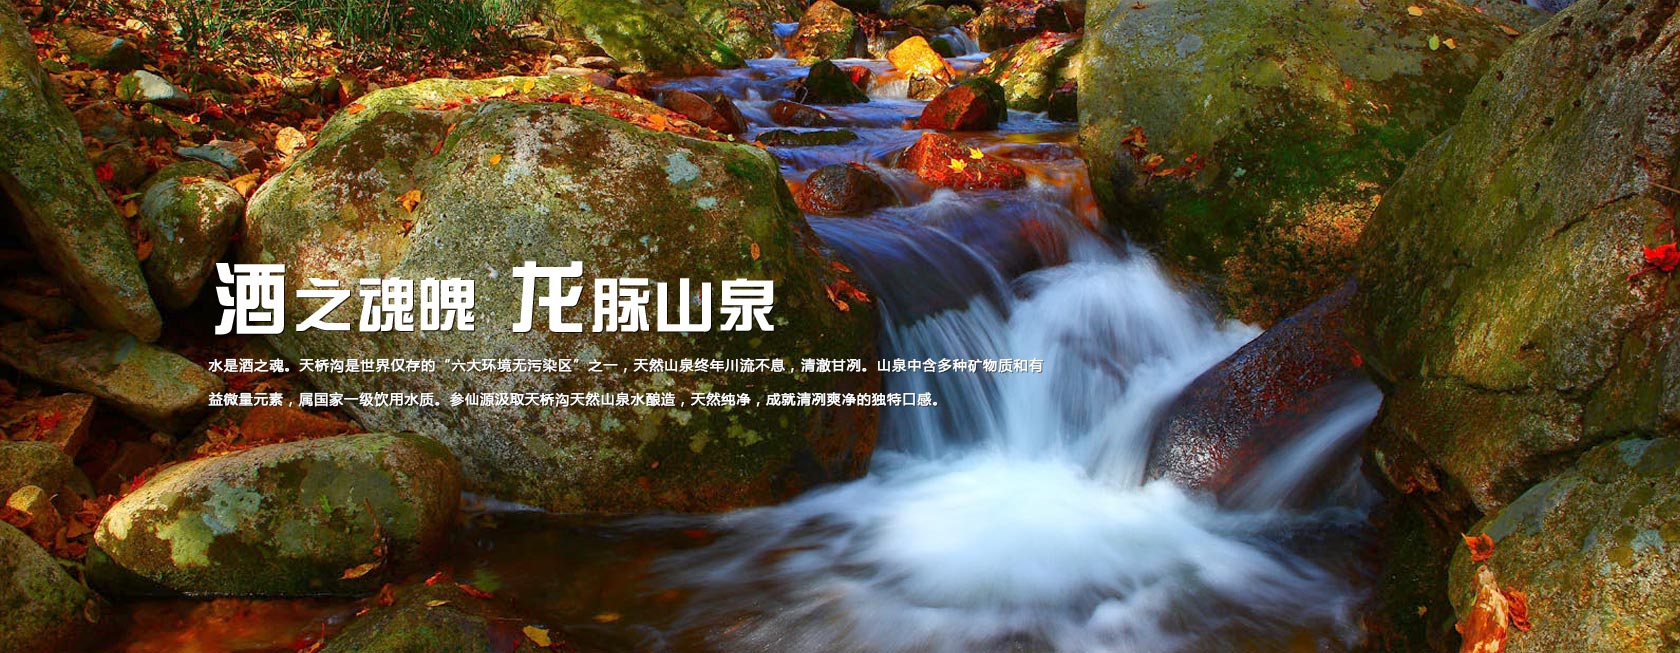 酒之魂魄 龙脉山泉
水是酒之魂。天桥沟是世界仅存的“六大环境无污染区”之一，天然山泉终年川流不息，清澈甘冽。山泉中含多种矿物质和有
益微量元素，属国家一级饮用水质。参仙源汲取天桥沟天然山泉水酿造，天然纯净，成就清冽爽净的独特口感。